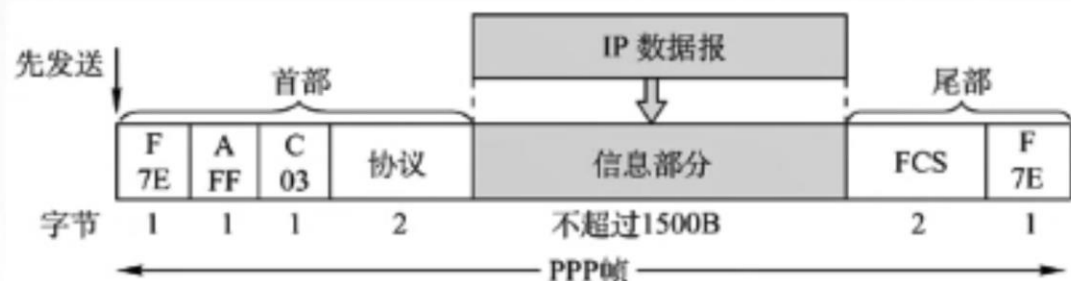 IP 数据报
先发送
首部
尾部
F 7E
A FF
C 03
协议
信息部分
FCS
F 7E
字节 1 1 1 2 不超过1500B 2 1
PPP帧